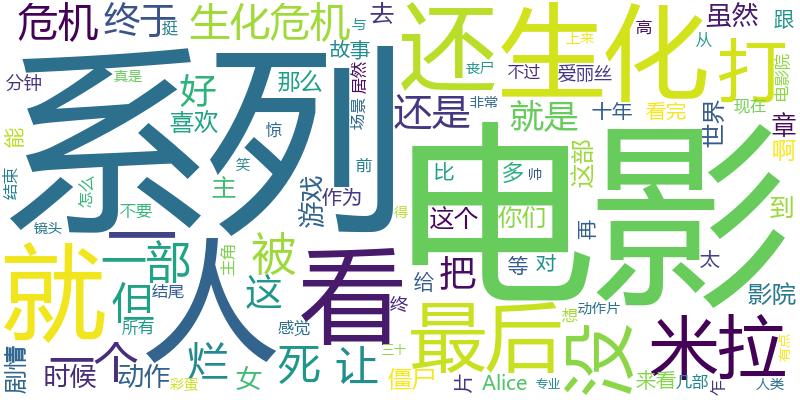 危机
终于
挺
生化危机
与
去
还
生化
高
上来
虽然
跟
打
故事
从
电影院
分钟
真是
系列
好
那么
居然
丧尸
不过
爱丽丝
喜欢
场景
还是
非常
就是
十年
看完
世界
现在
章
能
惊
啊
结束
怎么
笑
前
电影
比
多
帅
这部
主
游戏
作为
不要
得
这个
你们
再
到
镜头
一
一部
人
被
主角
看
给
把
等
对
太
影院
就
但
结尾
这
终
最后
想
动作片
所有
感觉
没
米拉
有点
剧情
一个
时候
动作
烂
彩蛋
女
死
让
三十
僵尸
片
Alice
专业
来看
几部
乍
人类